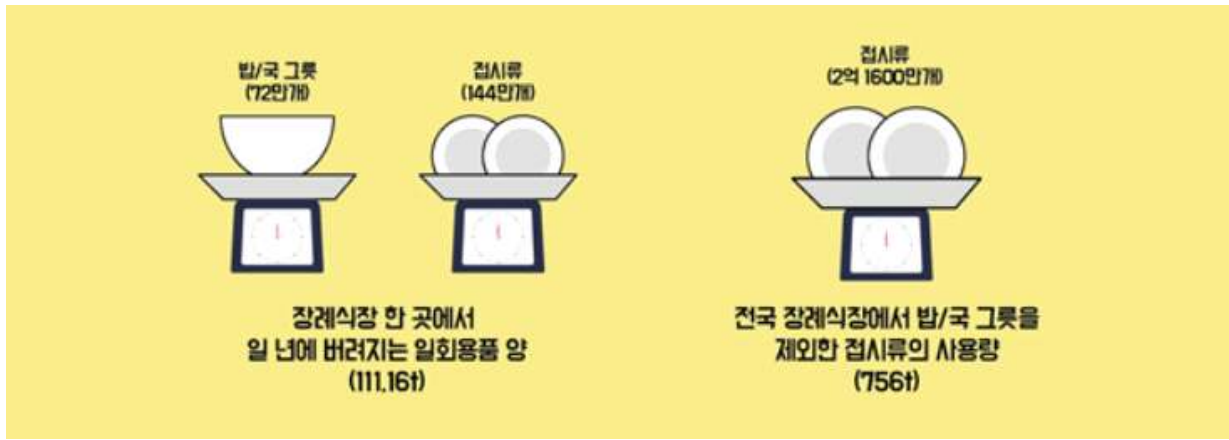 밥/국 그릇
(72만개)
접시류
(144만개)
접시류
(2억 1600만개)
장례식장 한 곳에서
일 년에 버려지는 일회용품 양
(111.16t)
전국 장례식장에서 밥/국 그릇을
제외한 접시류의 사용량
(756t)